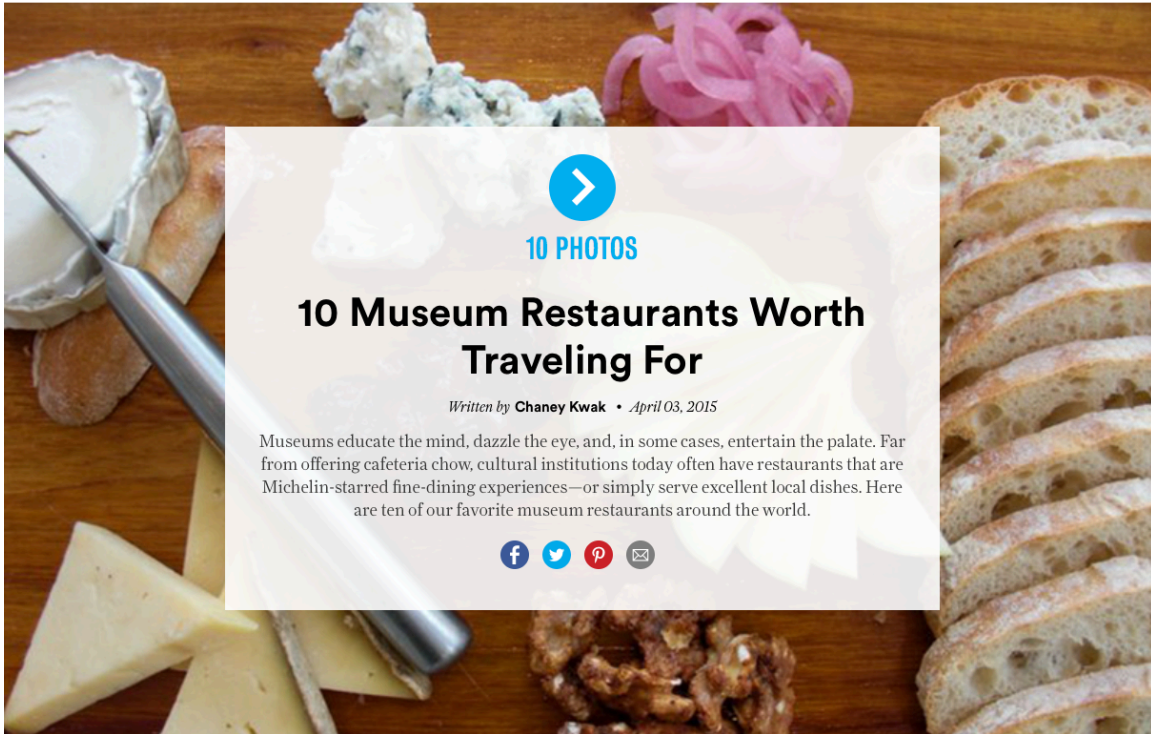 10 PHOTOS
10 Museum Restaurants Worth
Traveling For
Written by Chaney Kwak • April 03, 2015
Museums educate the mind, dazzle the eye, and, in some cases, entertain the palate. Far
from offering cafeteria chow, cultural institutions today often have restaurants that are
Michelin-starred fine-dining experiences—or simply serve excellent local dishes. Here
are ten of our favorite museum restaurants around the world.